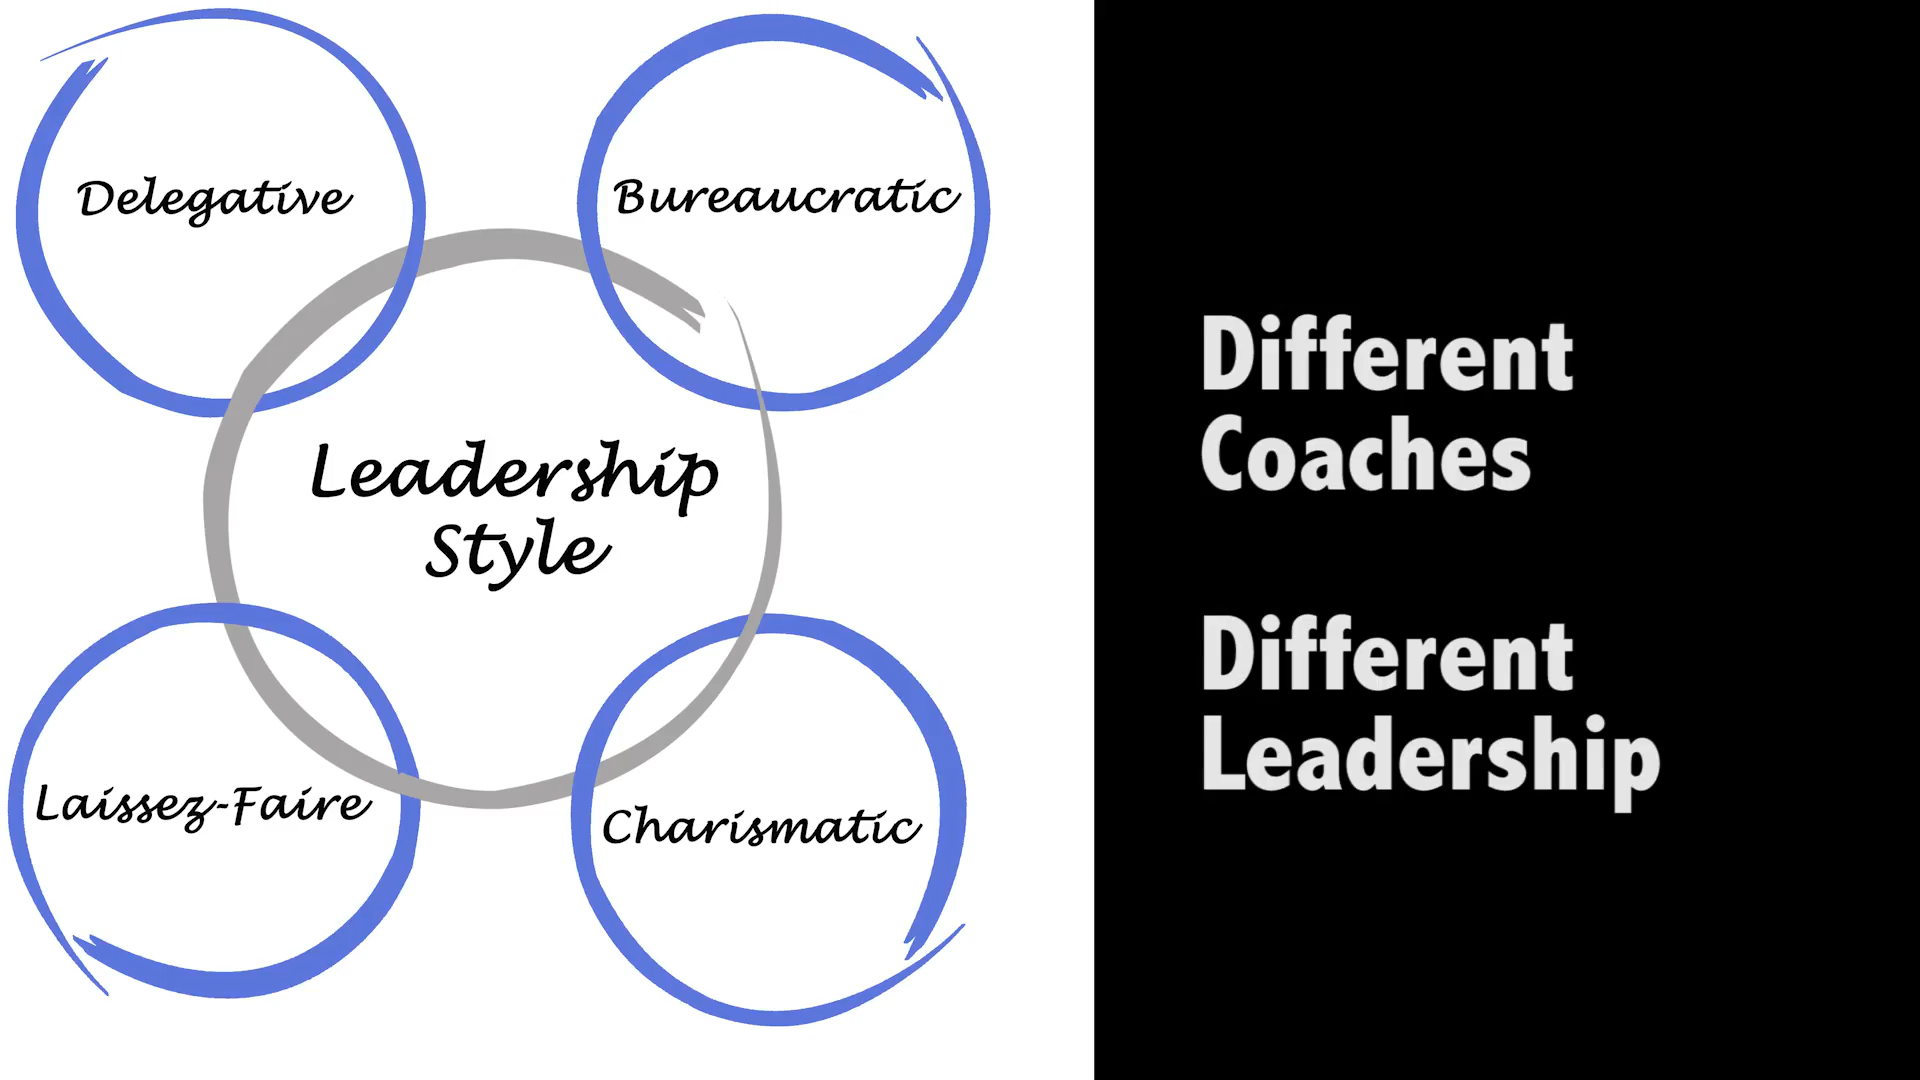 Delegative
Bureaucratic
Leadership
Style
Laissez-Faire
Charismatic
Different
Coaches
Different
Leadership